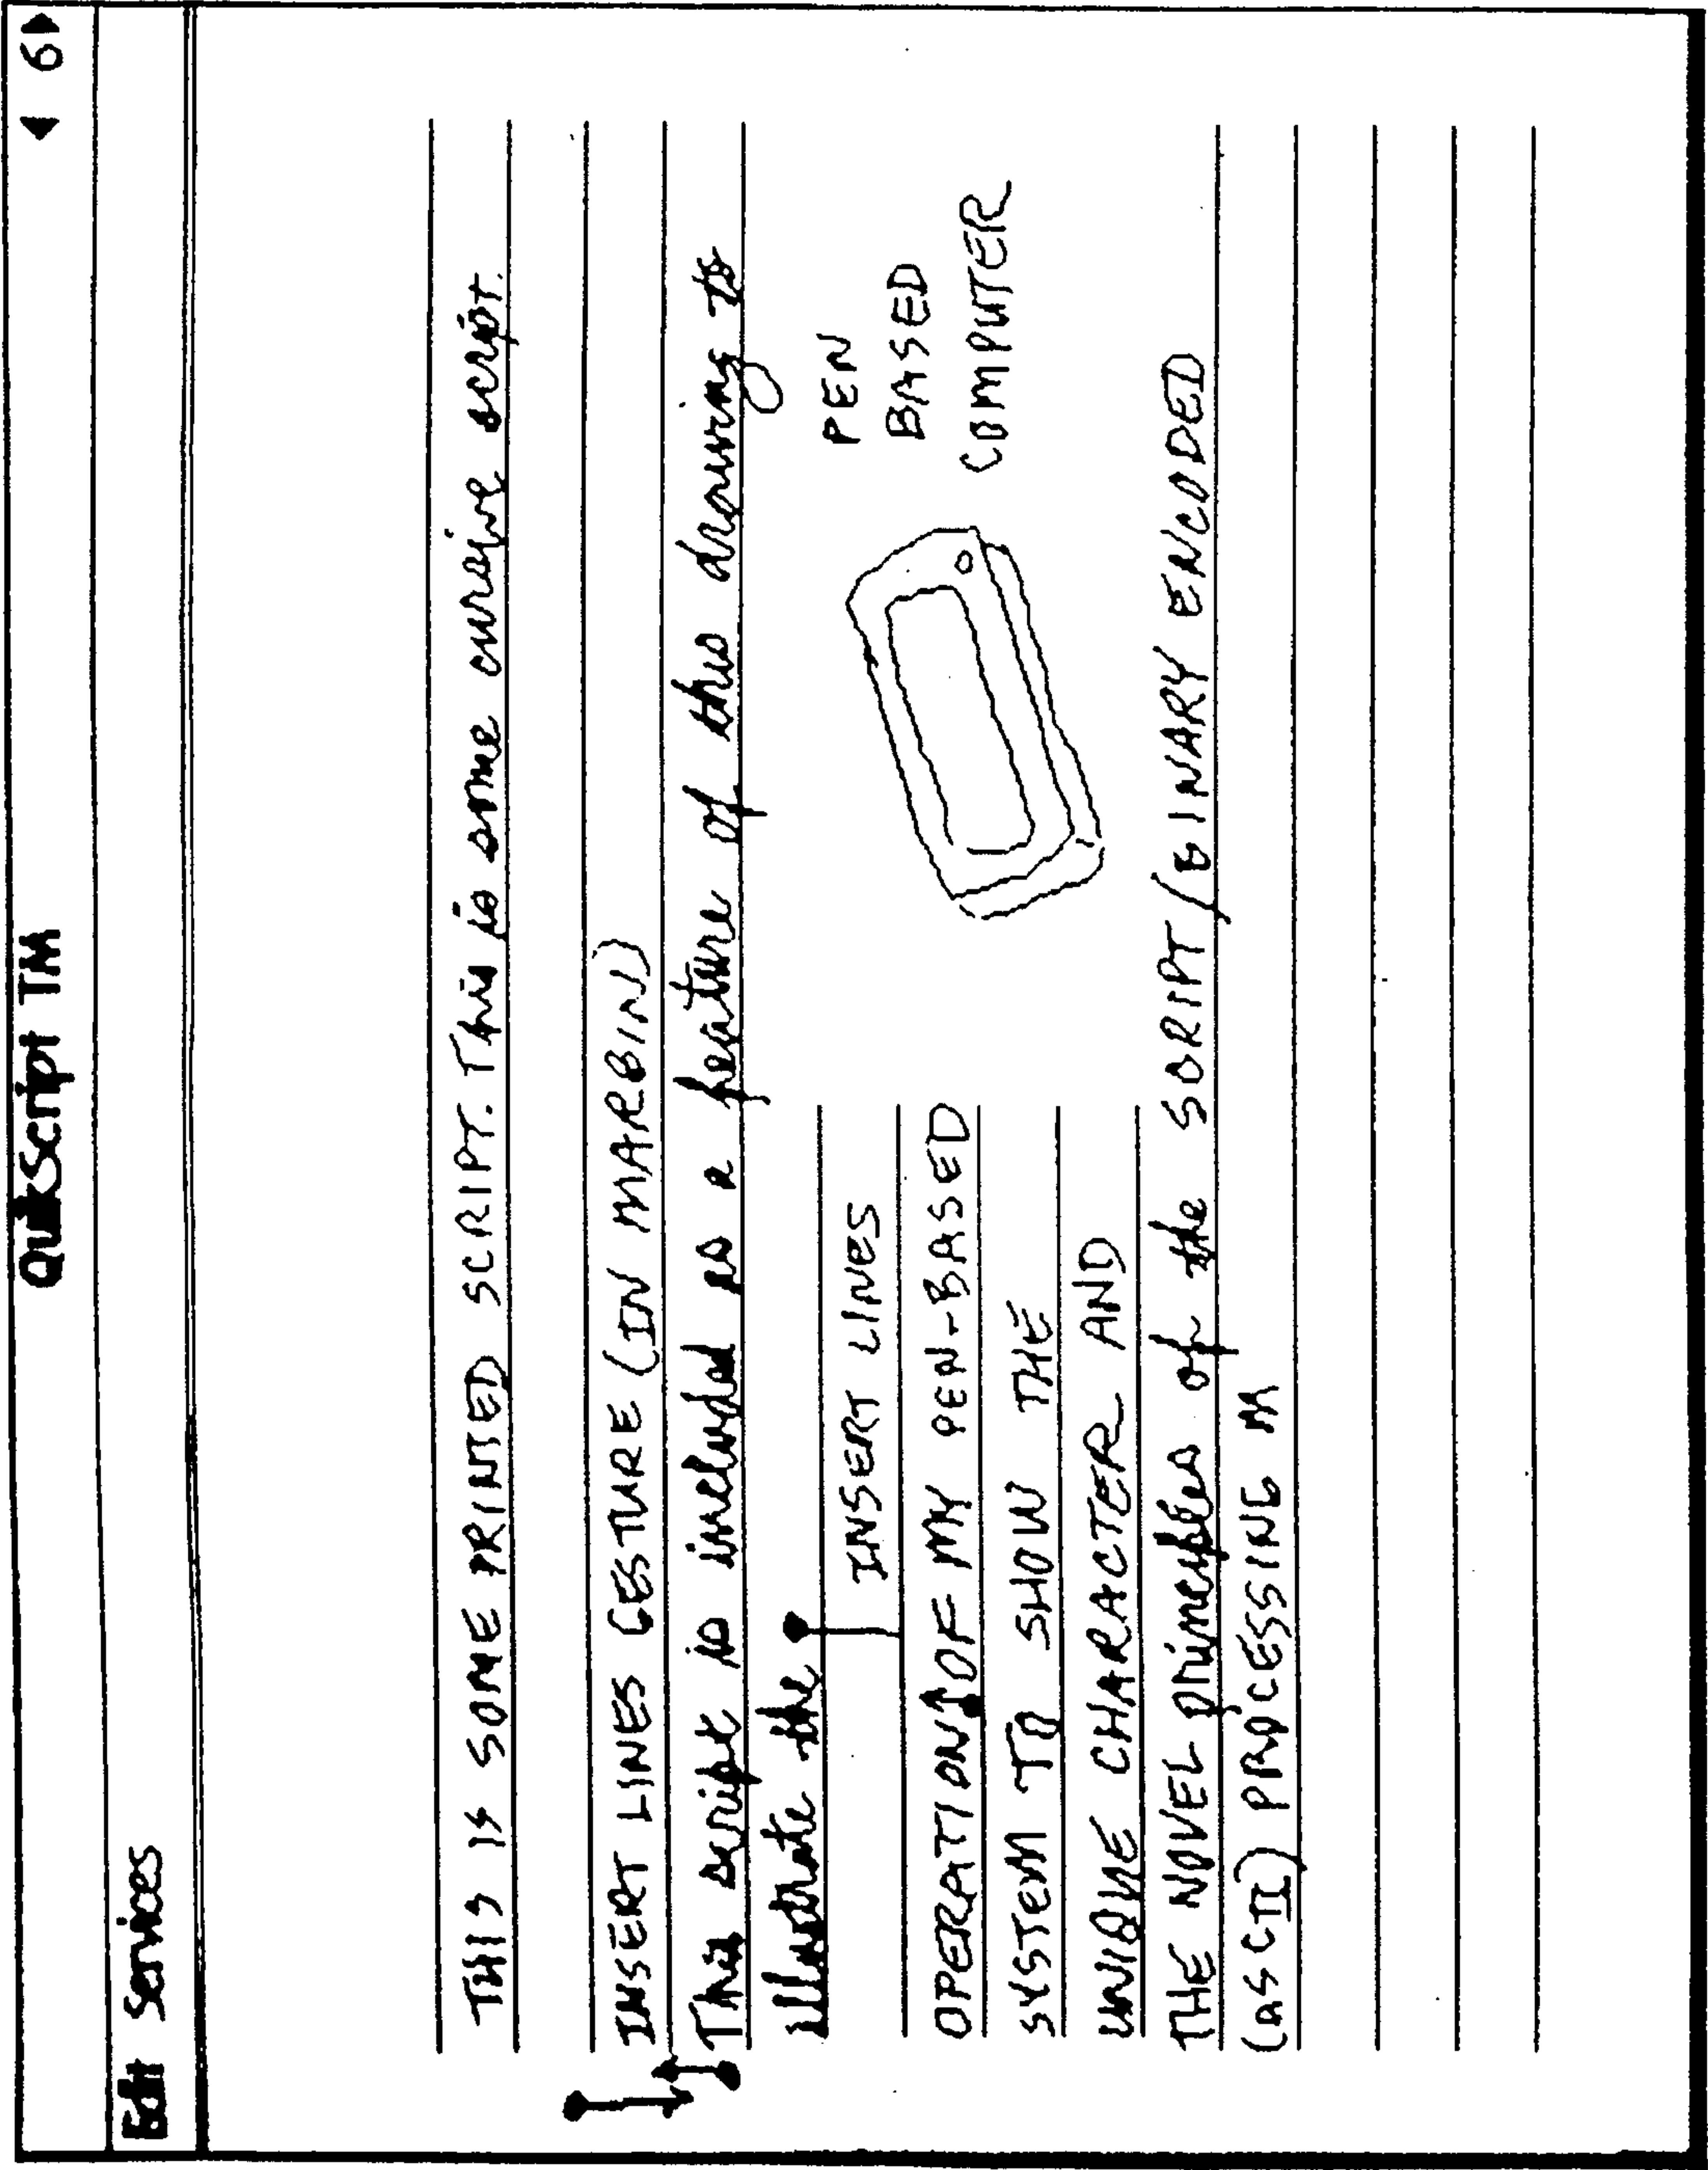 QuikScript TM ◀ 6▶
Edit Services
THIS IS SOME PRINTED SCRIPT. This is some cursive script.
INSERT LINES GESTURE (IN MARGIN)
This script is included as a feature of this drawing to
illustrate the
INSERT LINES
PEN
BASED
COMPUTER
OPERATION OF MY PEN-BASED
SYSTEM TO SHOW THE
UNIQUE CHARACTER AND
THE NOVEL principles of the SCRIPT/BINARY ENCODED
(ASCII) PROCESSING M